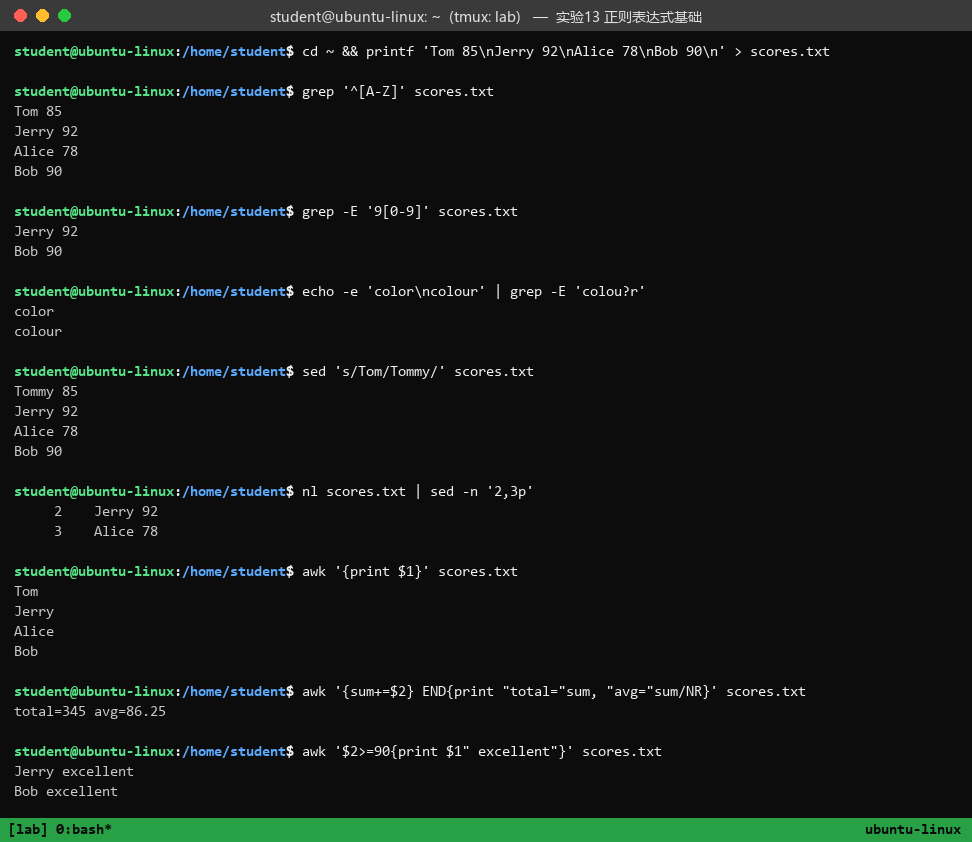 student@ubuntu-linux: ~  (tmux: lab)  — 实验13 正则表达式基础
student@ubuntu-linux:/home/student$ cd ~ && printf 'Tom 85\nJerry 92\nAlice 78\nBob 90\n' > scores.txt
student@ubuntu-linux:/home/student$ grep '^[A-Z]' scores.txt
Tom 85
Jerry 92
Alice 78
Bob 90
student@ubuntu-linux:/home/student$ grep -E '9[0-9]' scores.txt
Jerry 92
Bob 90
student@ubuntu-linux:/home/student$ echo -e 'color\ncolour' | grep -E 'colou?r'
color
colour
student@ubuntu-linux:/home/student$ sed 's/Tom/Tommy/' scores.txt
Tommy 85
Jerry 92
Alice 78
Bob 90
student@ubuntu-linux:/home/student$ nl scores.txt | sed -n '2,3p'
     2    Jerry 92
     3    Alice 78
student@ubuntu-linux:/home/student$ awk '{print $1}' scores.txt
Tom
Jerry
Alice
Bob
student@ubuntu-linux:/home/student$ awk '{sum+=$2} END{print "total="sum, "avg="sum/NR}' scores.txt
total=345 avg=86.25
student@ubuntu-linux:/home/student$ awk '$2>=90{print $1" excellent"}' scores.txt
Jerry excellent
Bob excellent
[lab] 0:bash* ubuntu-linux